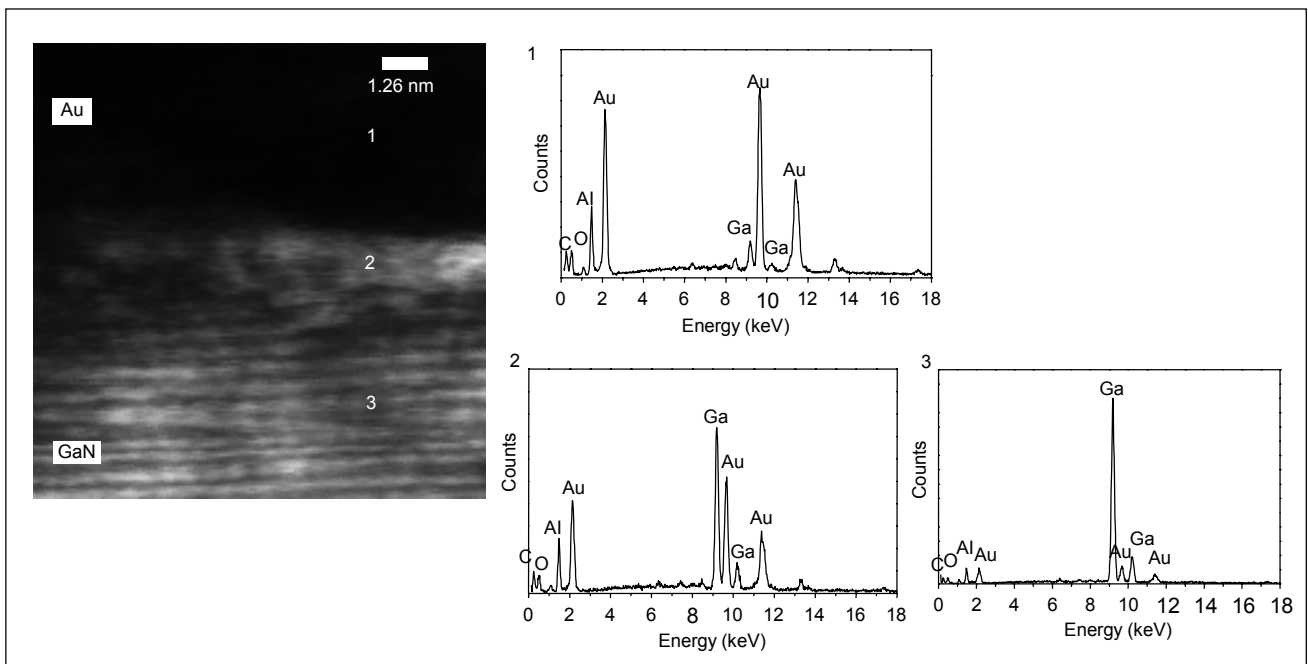 Au
1.26 nm
1
2
3
GaN
1
Counts
C
O
Al
Au
Ga
Au
Ga
Au
0 2 4 6 8 10 12 14 16 18
Energy (keV)
2
Counts
C
O
Al
Au
Ga
Au
Ga
Au
0 2 4 6 8 10 12 14 16 18
Energy (keV)
3
Counts
C
O
Al
Au
Ga
Au
Ga
Au
0 2 4 6 8 10 12 14 16 18
Energy (keV)